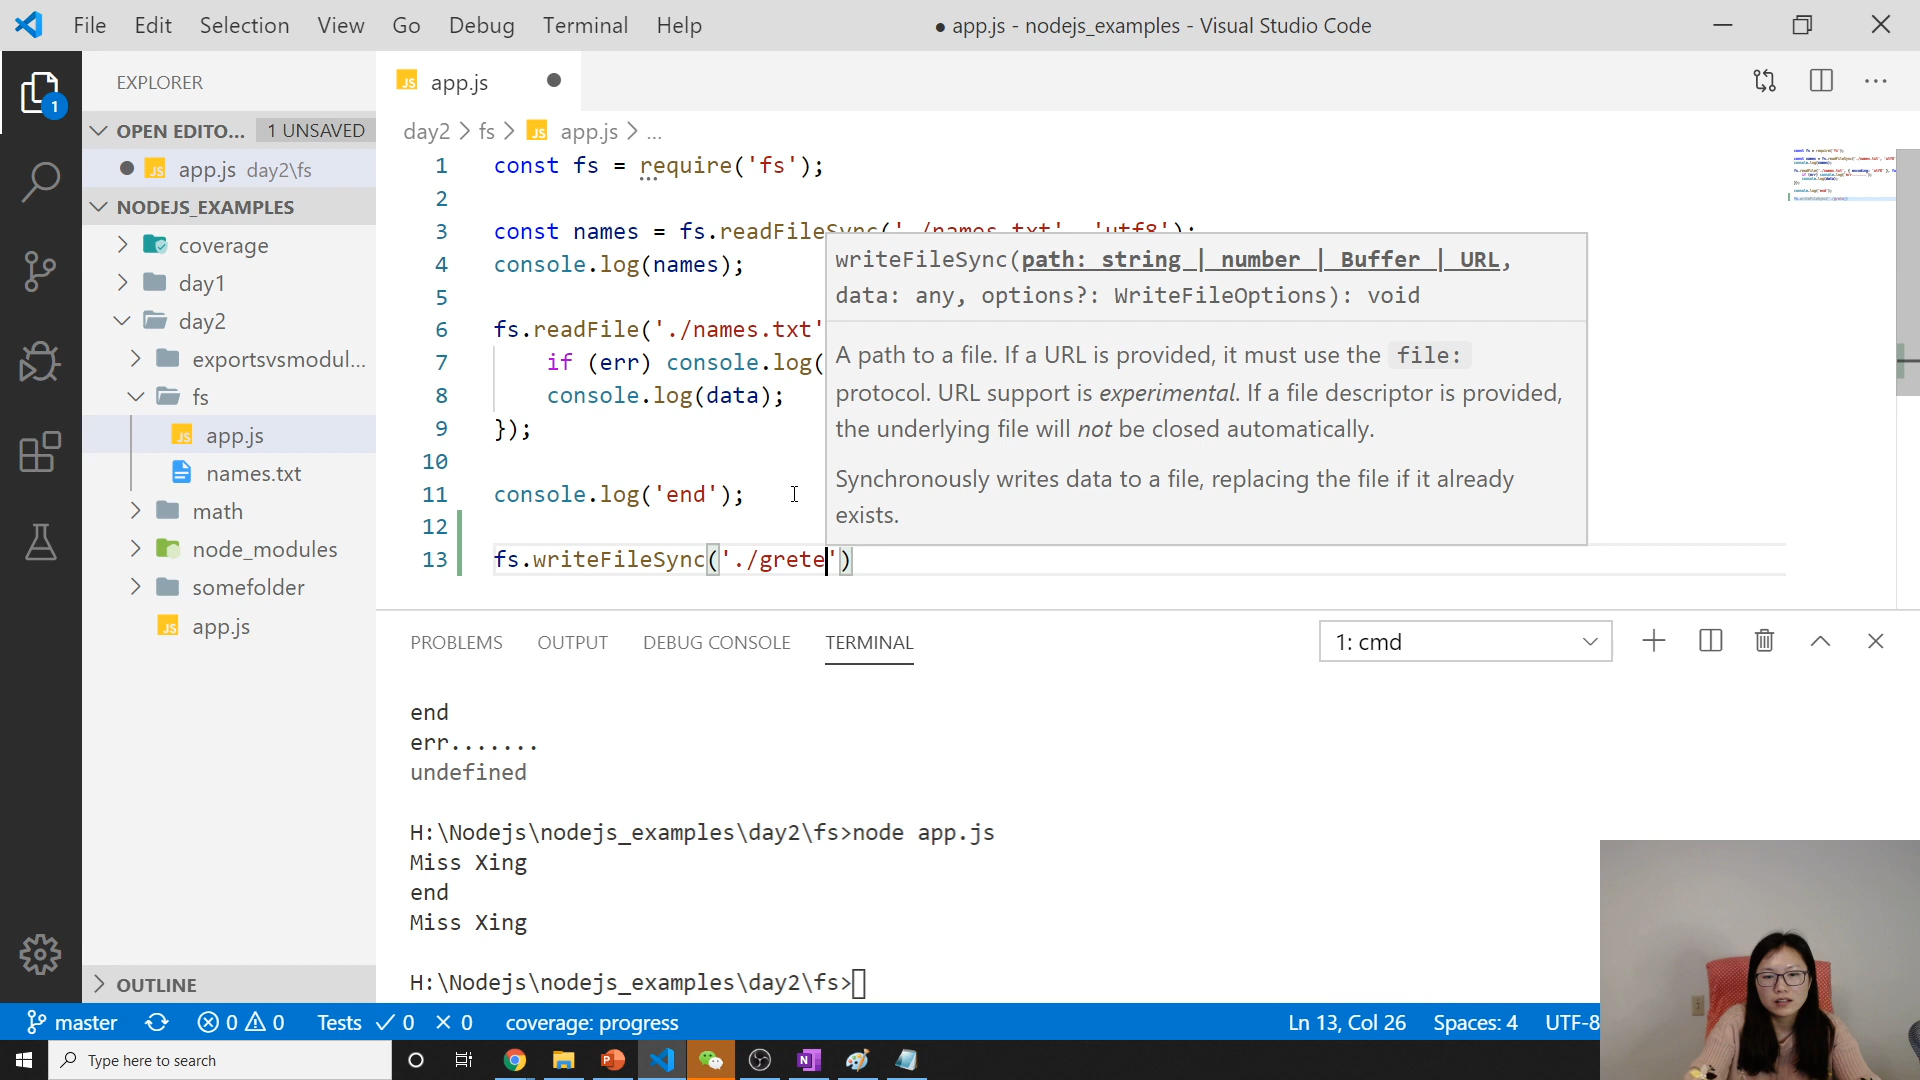 File Edit Selection View Go Debug Terminal Help
● app.js - nodejs_examples - Visual Studio Code
EXPLORER
OPEN EDITO... 1 UNSAVED
app.js day2\fs
NODEJS_EXAMPLES
coverage
day1
day2
exportsvsmodul...
fs
app.js
names.txt
math
node_modules
somefolder
app.js
OUTLINE
JS app.js
day2 > fs > JS app.js > ...
1 const fs = require('fs');
2
3 const names = fs.readFileSync('./names.txt', 'utf8');
4 console.log(names);
5
6 fs.readFile('./names.txt'
7 if (err) console.log(
8 console.log(data);
9 });
10
11 console.log('end');
12
13 fs.writeFileSync('./grete')
writeFileSync(path: string | number | Buffer | URL,
data: any, options?: WriteFileOptions): void
A path to a file. If a URL is provided, it must use the file:
protocol. URL support is experimental. If a file descriptor is provided,
the underlying file will not be closed automatically.
Synchronously writes data to a file, replacing the file if it already
exists.
PROBLEMS OUTPUT DEBUG CONSOLE TERMINAL
1: cmd
end
err.......
undefined
H:\Nodejs\nodejs_examples\day2\fs>node app.js
Miss Xing
end
Miss Xing
H:\Nodejs\nodejs_examples\day2\fs>
master 0 0 Tests 0 0 coverage: progress
Ln 13, Col 26 Spaces: 4 UTF-8
Type here to search